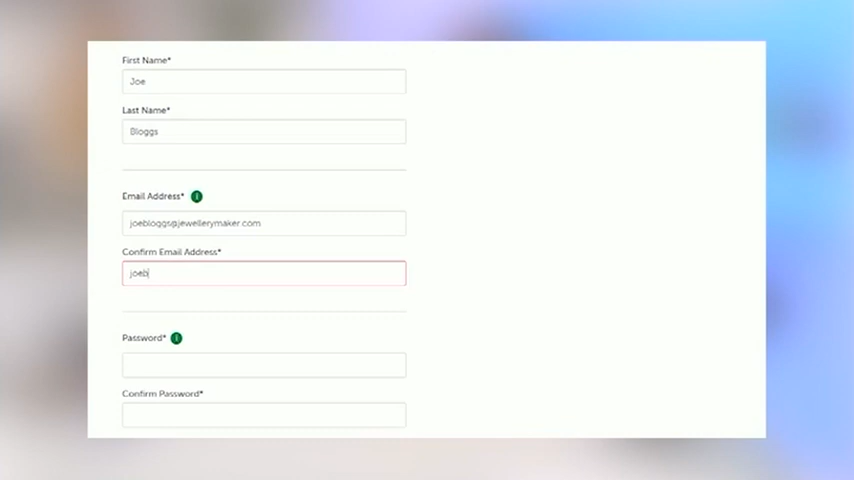 First Name*
Joe
Last Name*
Bloggs
Email Address* i
joebloggs@jewellerymaker.com
Confirm Email Address*
joeb
Password* i
Confirm Password*